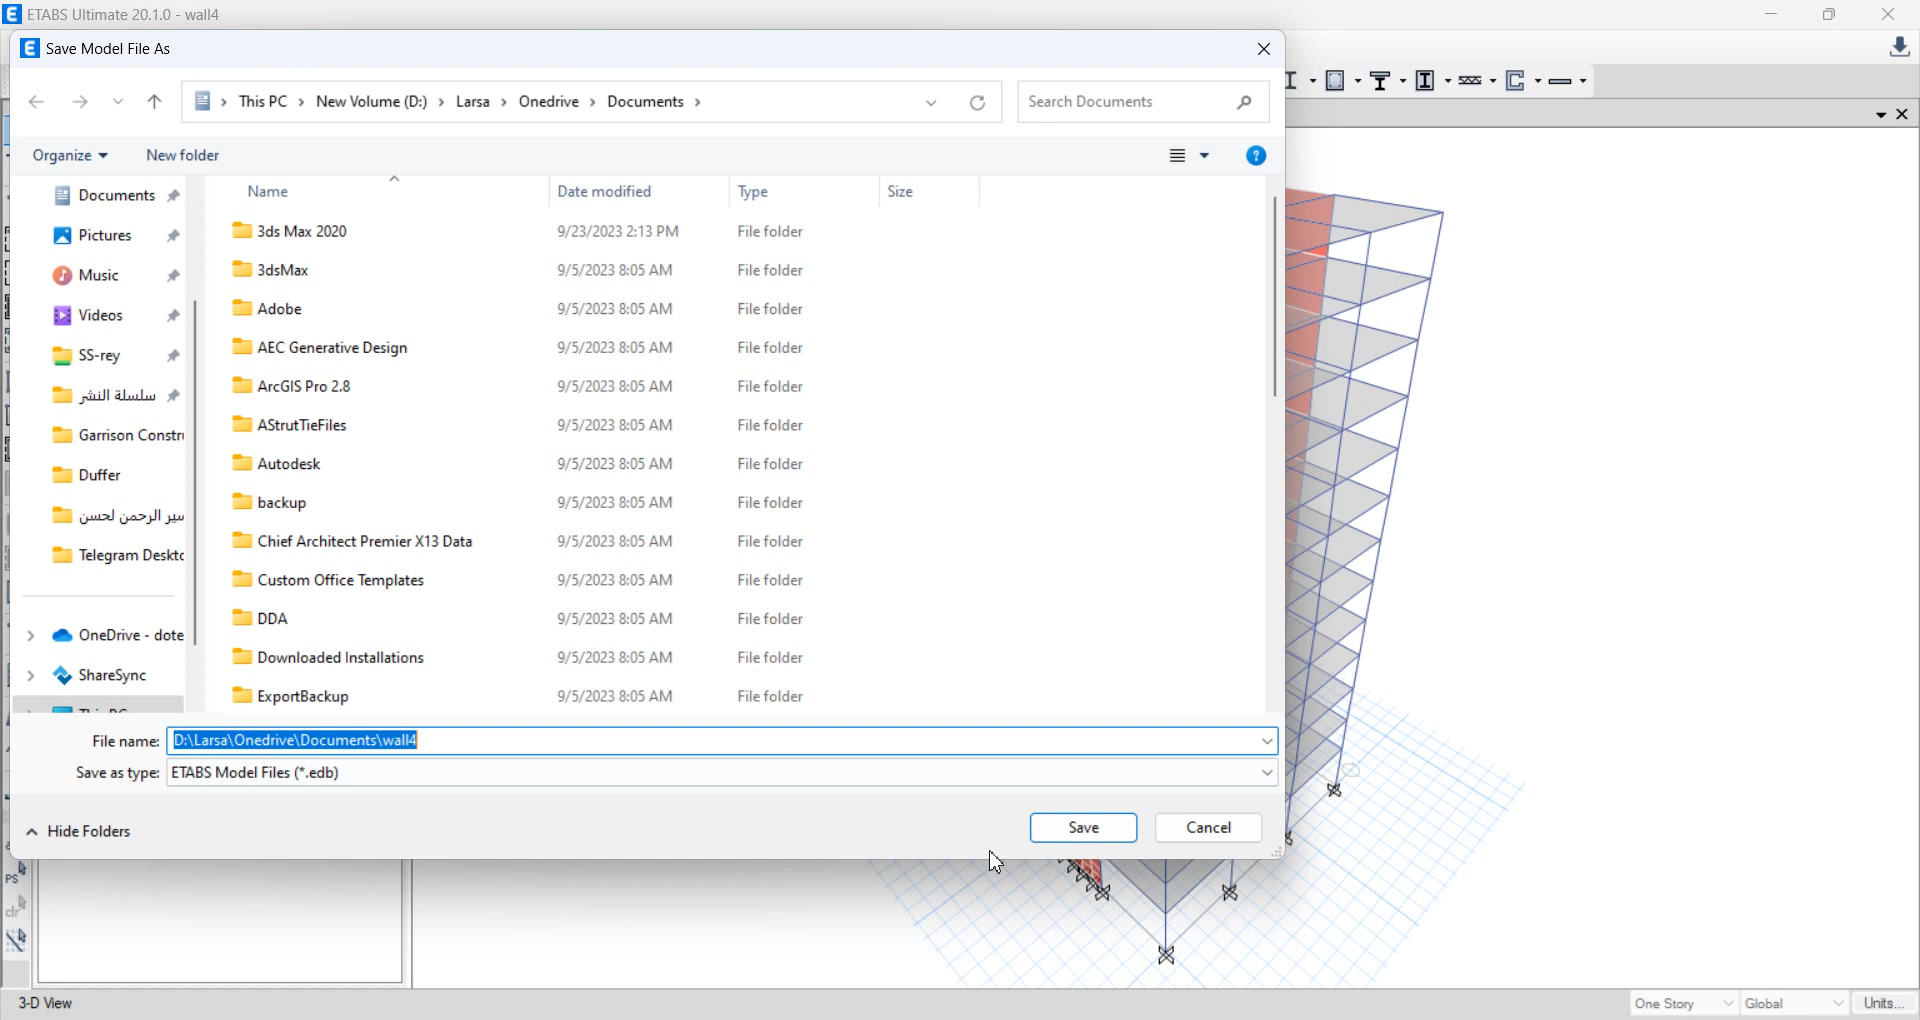 ETABS Ultimate 20.1.0 - wall4
Save Model File As
This PC > New Volume (D:) > Larsa > Onedrive > Documents >
Search Documents
Organize
New folder
Documents
Pictures
Music
Videos
SS-rey
سلسلة النشر
Garrison Constru
Duffer
سير الرحمن لحسن
Telegram Deskto
OneDrive - dote
ShareSync
Name Date modified Type Size
3ds Max 2020 9/23/2023 2:13 PM File folder
3dsMax 9/5/2023 8:05 AM File folder
Adobe 9/5/2023 8:05 AM File folder
AEC Generative Design 9/5/2023 8:05 AM File folder
ArcGIS Pro 2.8 9/5/2023 8:05 AM File folder
AStrutTieFiles 9/5/2023 8:05 AM File folder
Autodesk 9/5/2023 8:05 AM File folder
backup 9/5/2023 8:05 AM File folder
Chief Architect Premier X13 Data 9/5/2023 8:05 AM File folder
Custom Office Templates 9/5/2023 8:05 AM File folder
DDA 9/5/2023 8:05 AM File folder
Downloaded Installations 9/5/2023 8:05 AM File folder
ExportBackup 9/5/2023 8:05 AM File folder
File name: D:\Larsa\Onedrive\Documents\wall4
Save as type: ETABS Model Files (*.edb)
Hide Folders
Save
Cancel
PS
clr
3-D View
One Story
Global
Units...